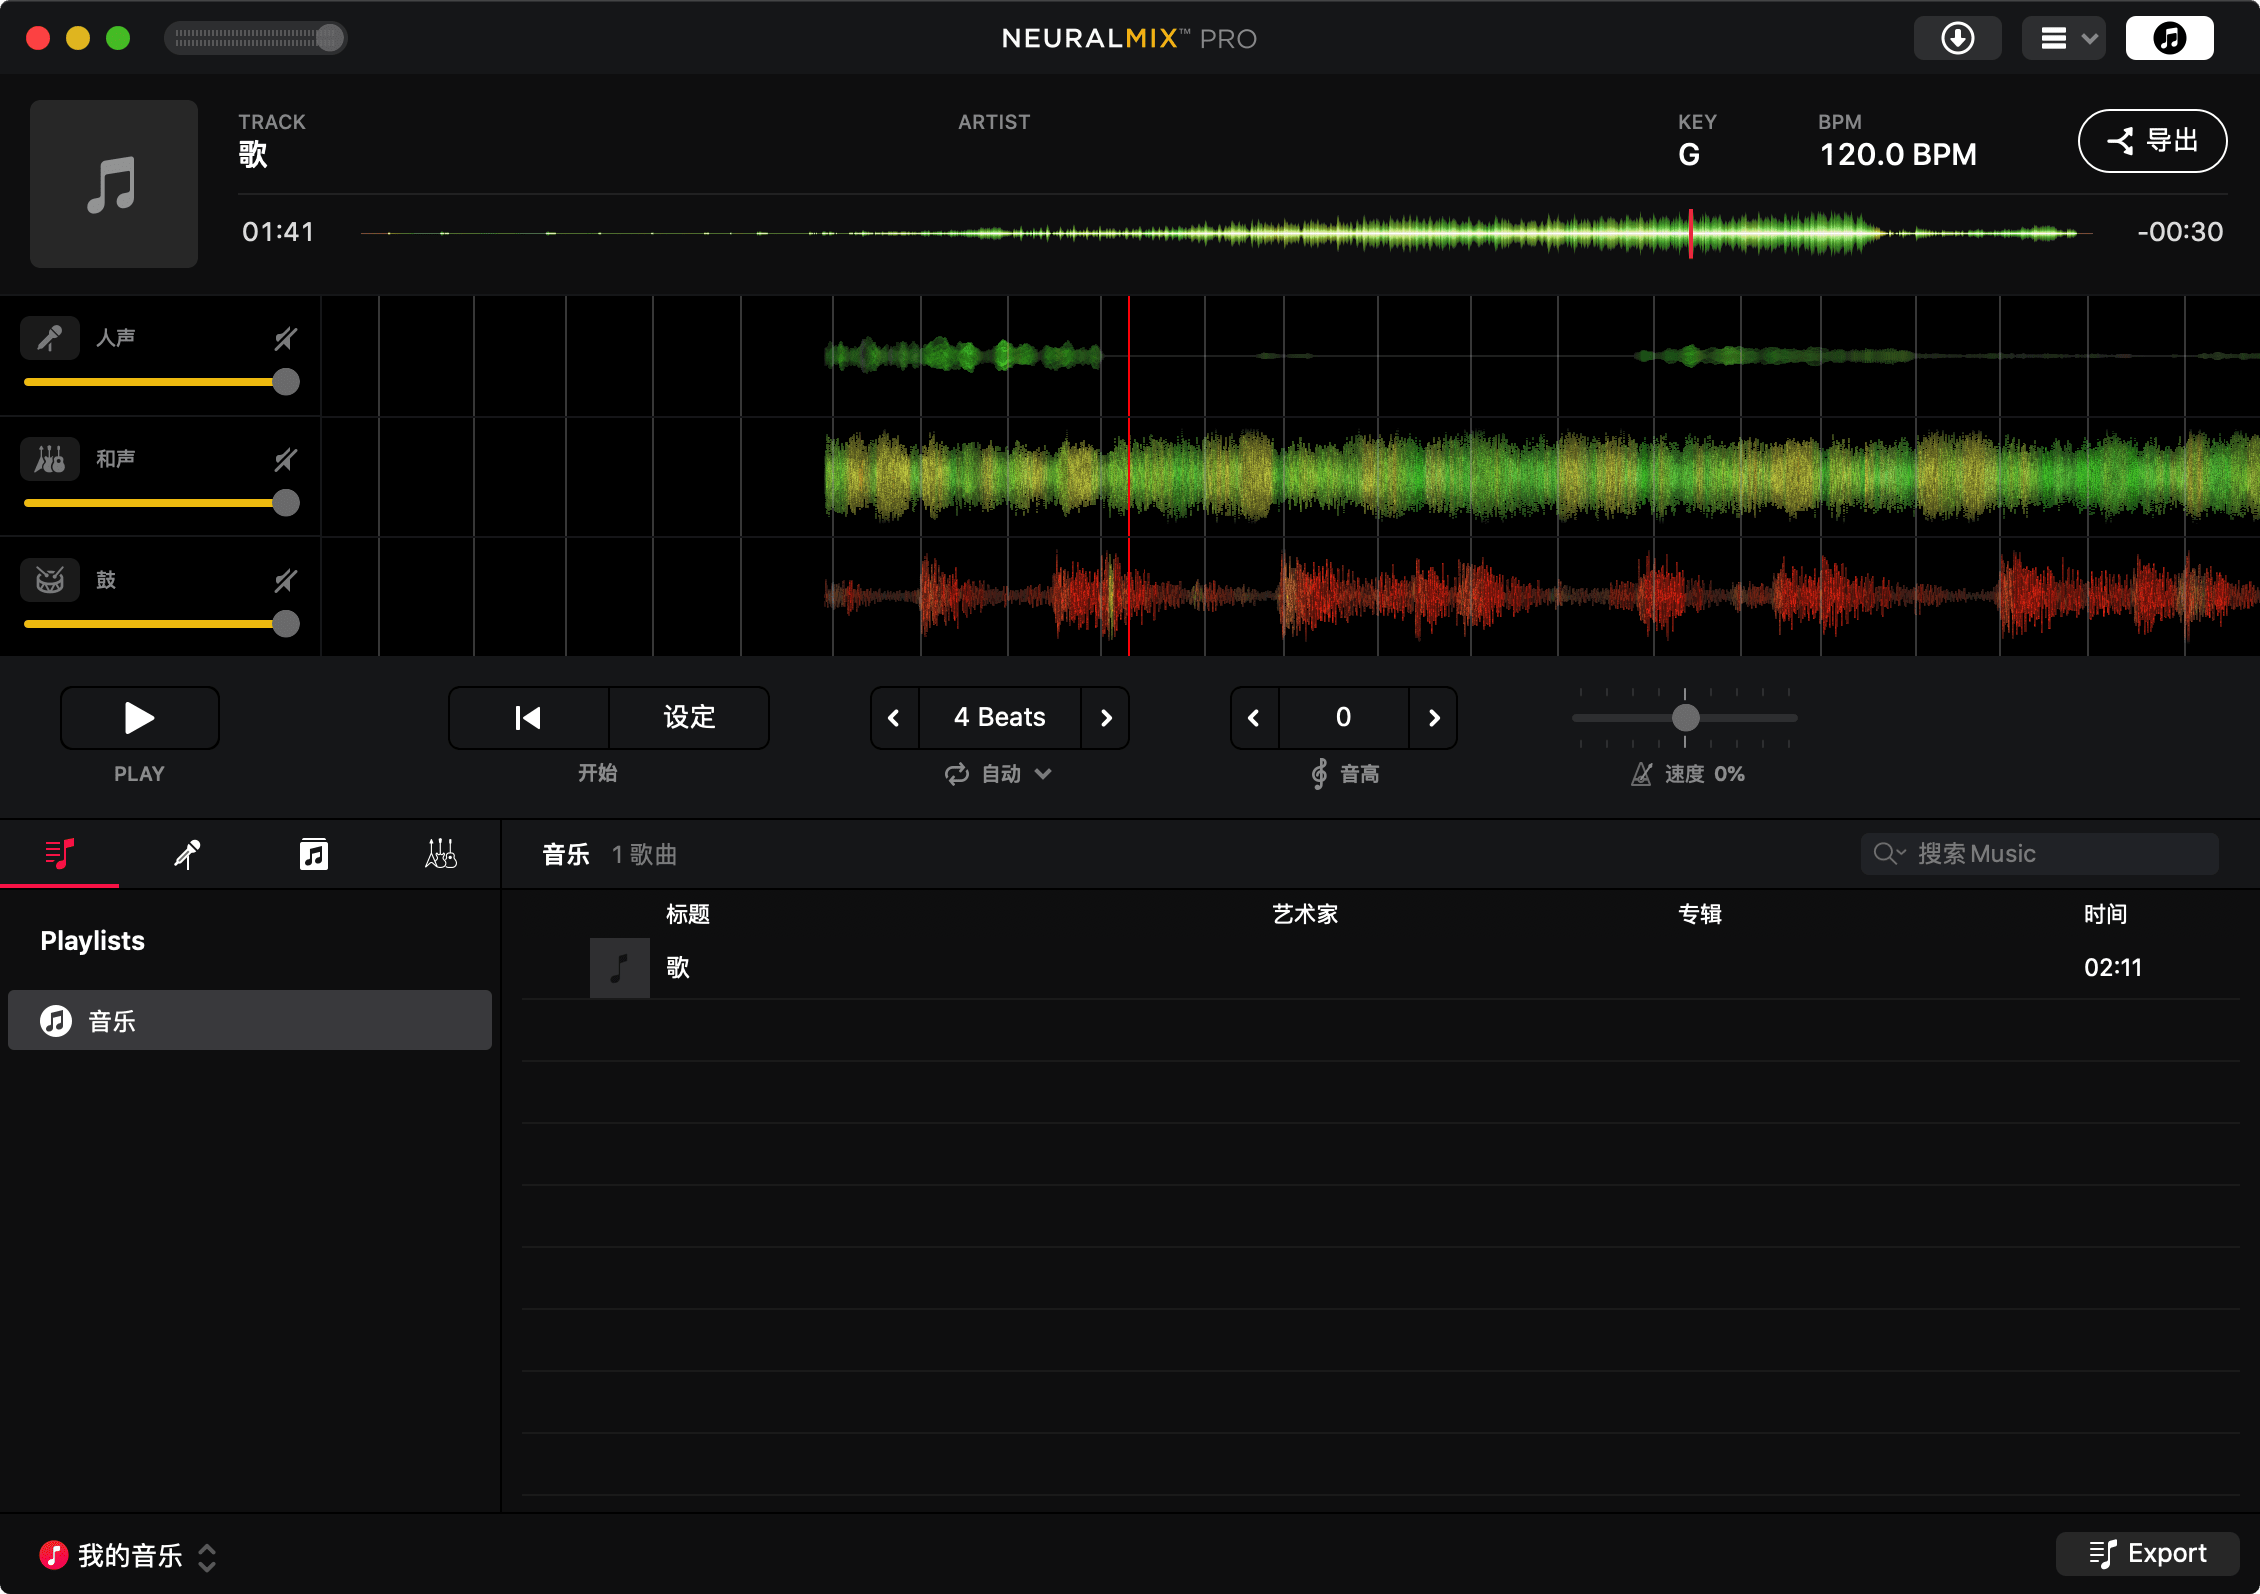 NEURALMIX™ PRO
TRACK
歌
ARTIST
KEY
G
BPM
120.0 BPM
导出
01:41
-00:30
人声
和声
鼓
PLAY
设定
开始
4 Beats
自动
0
音高
速度 0%
音乐 1 歌曲
搜索 Music
Playlists
音乐
标题 艺术家 专辑 时间
歌 02:11
我的音乐
Export